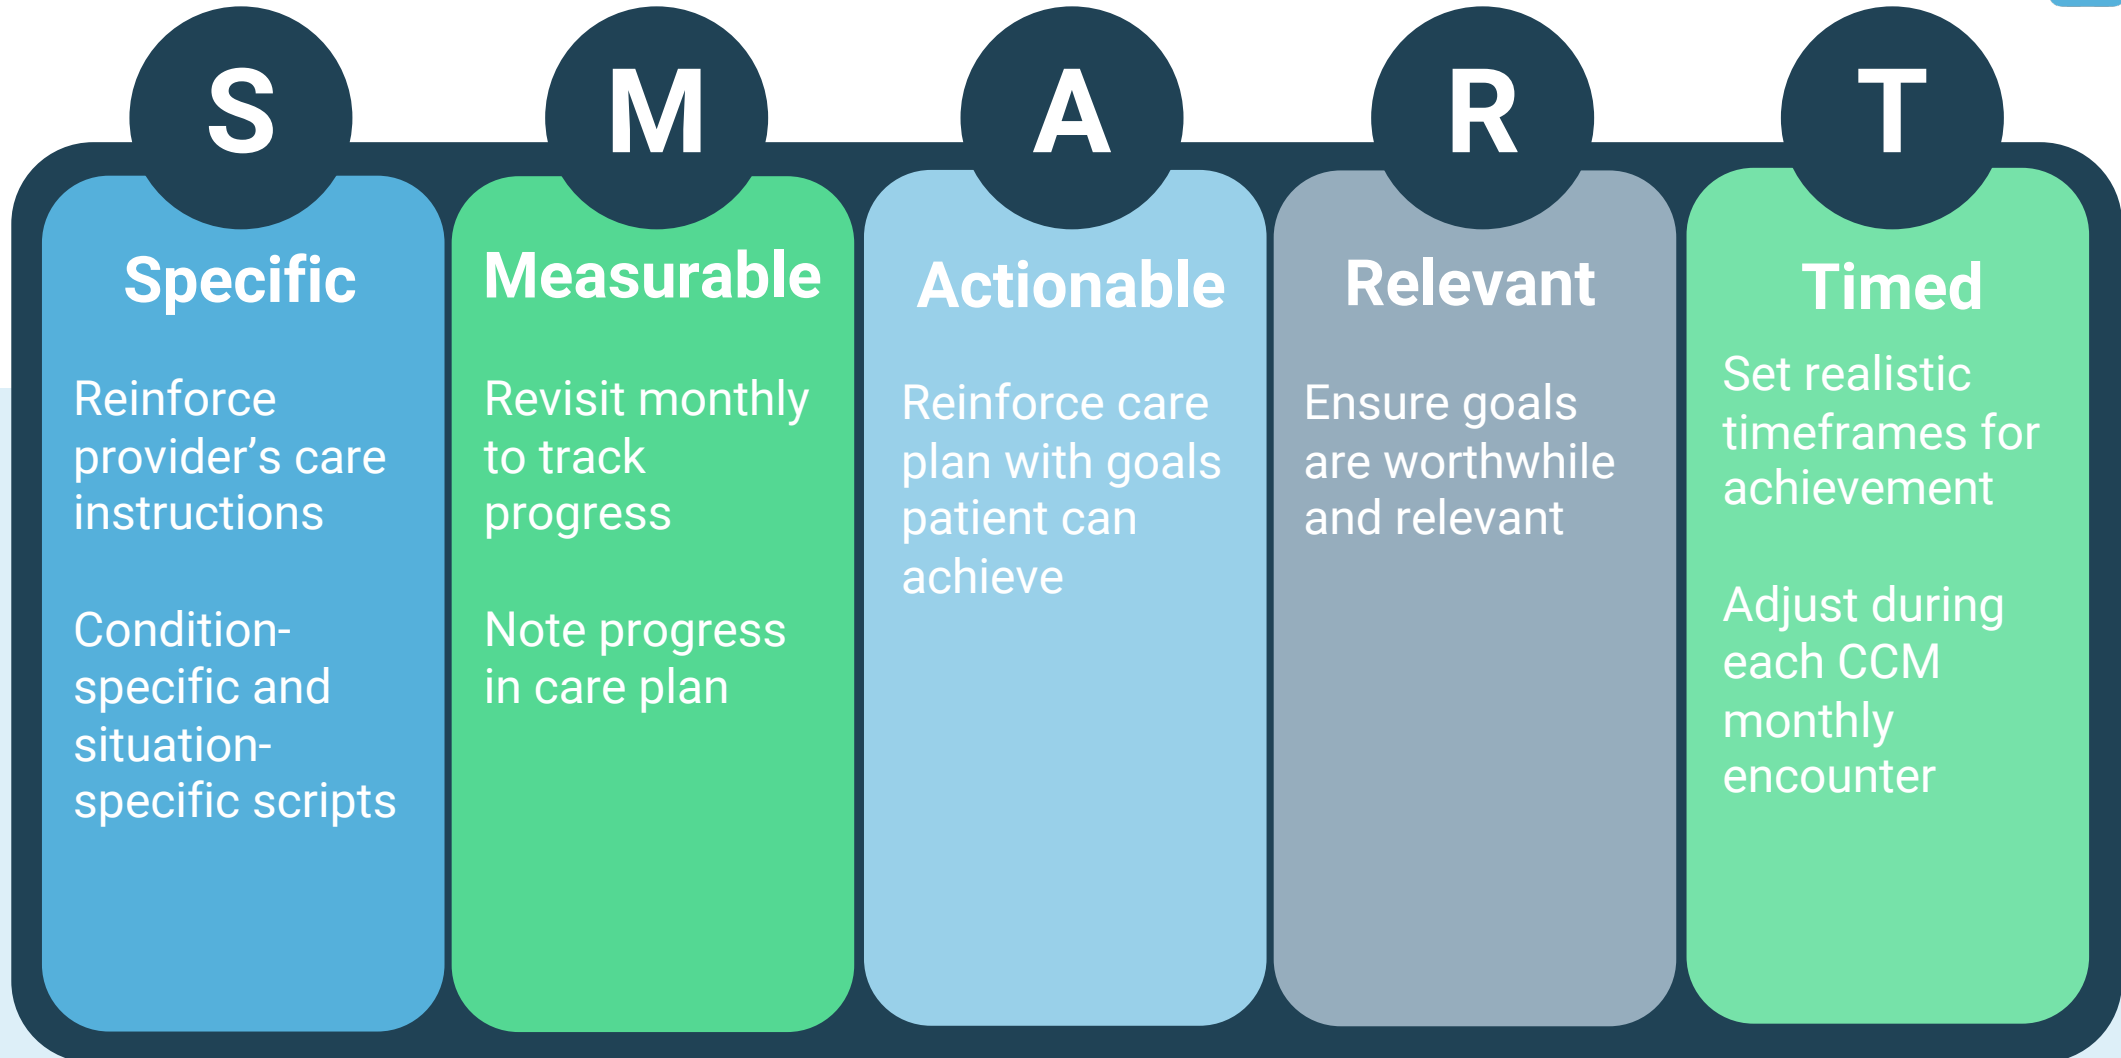 S
Specific
Reinforce
provider’s care
instructions
Condition-
specific and
situation-
specific scripts
M
Measurable
Revisit monthly
to track
progress
Note progress
in care plan
A
Actionable
Reinforce care
plan with goals
patient can
achieve
R
Relevant
Ensure goals
are worthwhile
and relevant
T
Timed
Set realistic
timeframes for
achievement
Adjust during
each CCM
monthly
encounter